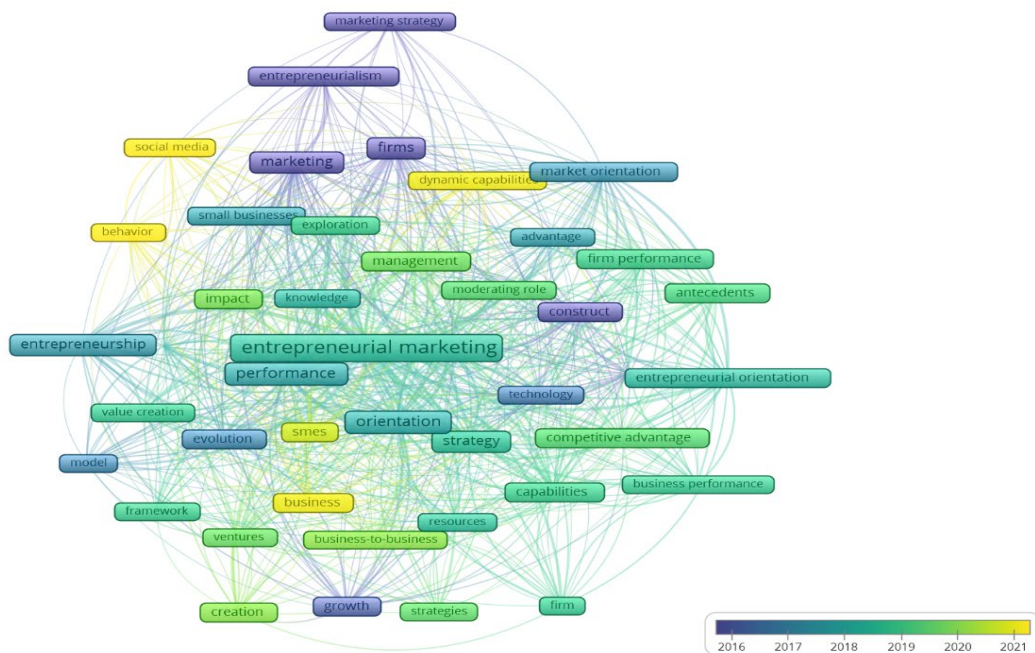 marketing strategy
entrepreneurialism
social media
firms
marketing
dynamic capabilities
market orientation
small businesses
exploration
behavior
advantage
management
firm performance
impact
knowledge
moderating role
antecedents
construct
entrepreneurship
entrepreneurial marketing
performance
entrepreneurial orientation
technology
value creation
orientation
evolution
smes
strategy
competitive advantage
model
business performance
capabilities
business
framework
resources
ventures
business-to-business
creation
growth
strategies
firm
2016 2017 2018 2019 2020 2021